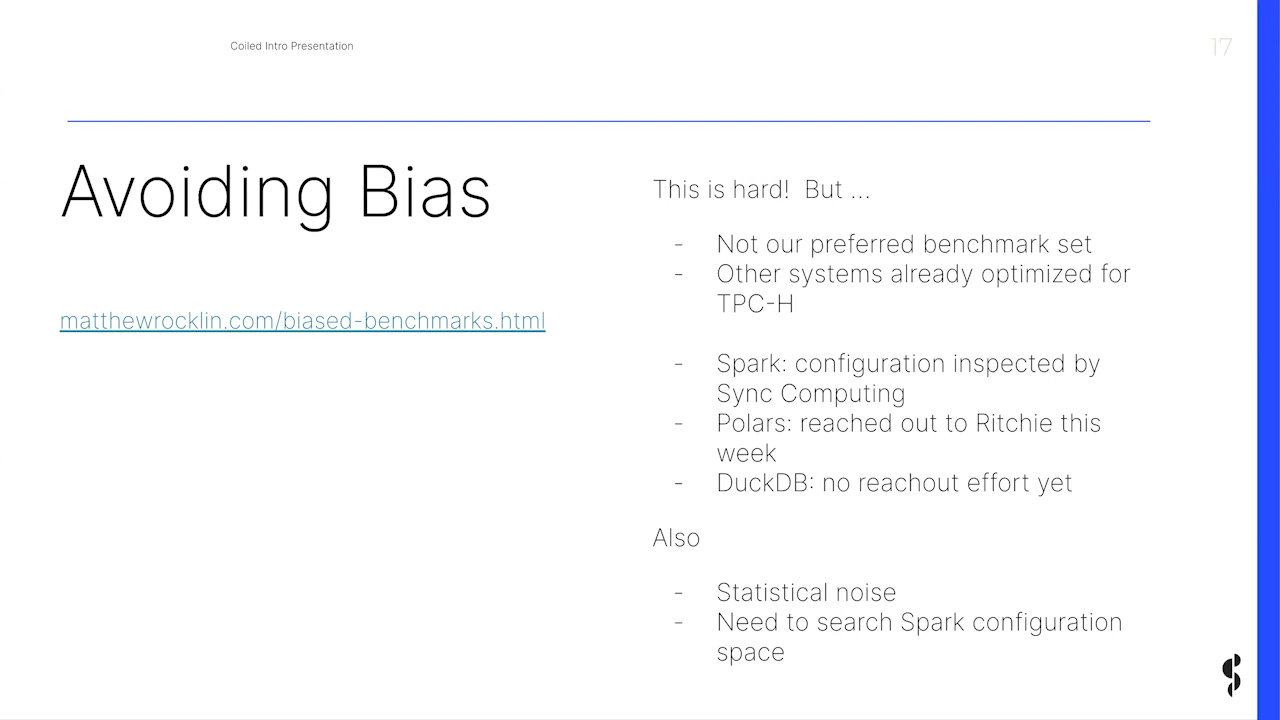 Coiled Intro Presentation
17
Avoiding Bias
matthewrocklin.com/biased-benchmarks.html
This is hard!  But ...
- Not our preferred benchmark set
- Other systems already optimized for
TPC-H
- Spark: configuration inspected by
Sync Computing
- Polars: reached out to Ritchie this
week
- DuckDB: no reachout effort yet
Also
- Statistical noise
- Need to search Spark configuration
space